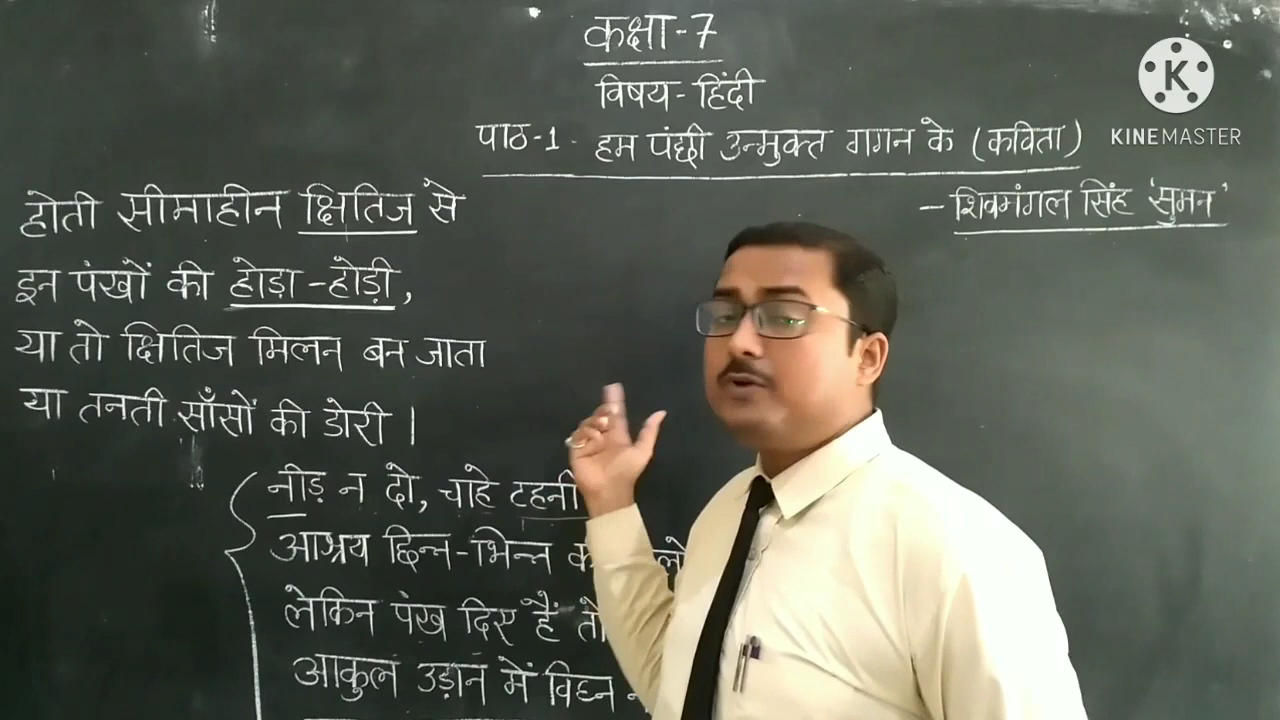 कक्षा-7
विषय-हिंदी
पाठ-1- हम पंछी उन्मुक्त गगन के (कविता)
- शिवमंगल सिंह 'सुमन'
होती सीमाहीन क्षितिज से
इन पंखों की होड़ा-होड़ी,
या तो क्षितिज मिलन बन जाता
या तनती साँसों की डोरी ।
नीड़ न दो, चाहे टहनी
आश्रय छिन्न-भिन्न
लेकिन पंख दिए हैं तो
आकुल उड़ान में विघ्न
K
KINEMASTER